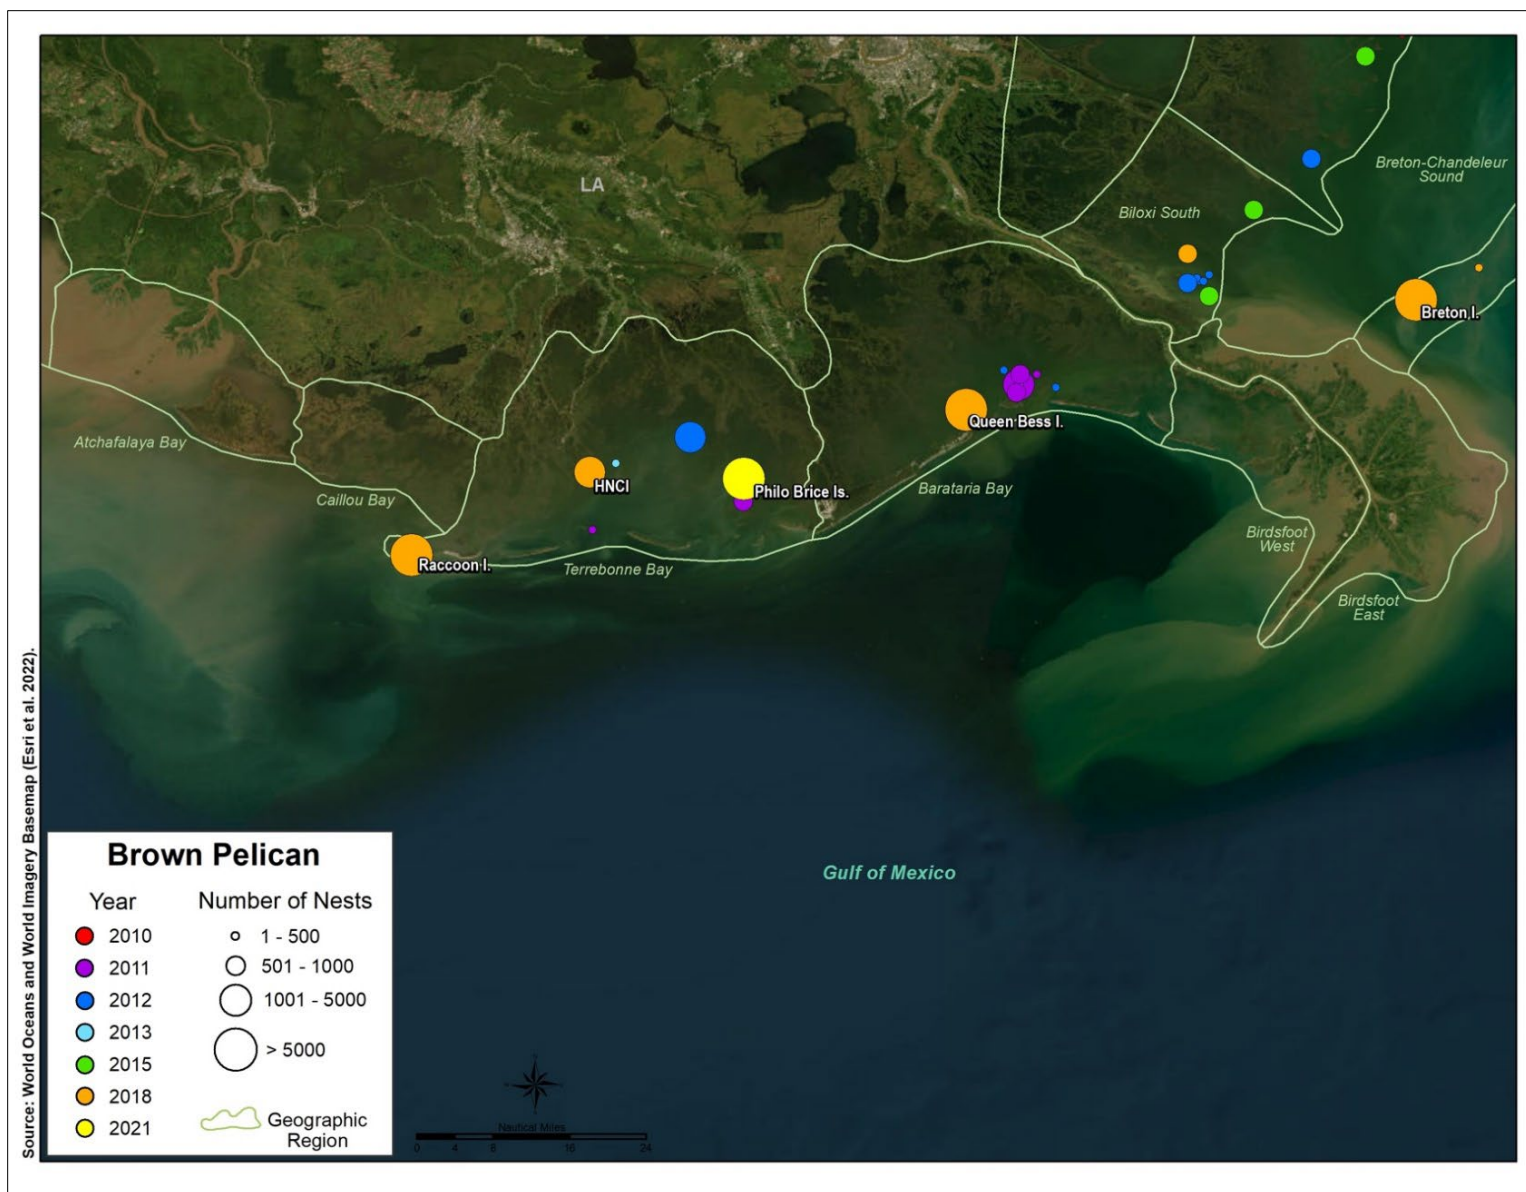 LA
Breton-Chandeleur
Sound
Biloxi South
Breton I.
Queen Bess I.
Atchafalaya Bay
HNCI
Philo Brice Is.
Barataria Bay
Caillou Bay
Birdsfoot
West
Raccoon I.
Terrebonne Bay
Birdsfoot
East
Gulf of Mexico
Source: World Oceans and World Imagery Basemap (Esri et al. 2022).
Brown Pelican
Year
2010
2011
2012
2013
2015
2018
2021
Number of Nests
1 - 500
501 - 1000
1001 - 5000
> 5000
Geographic
Region
Nautical Miles
0 4 8 16 24